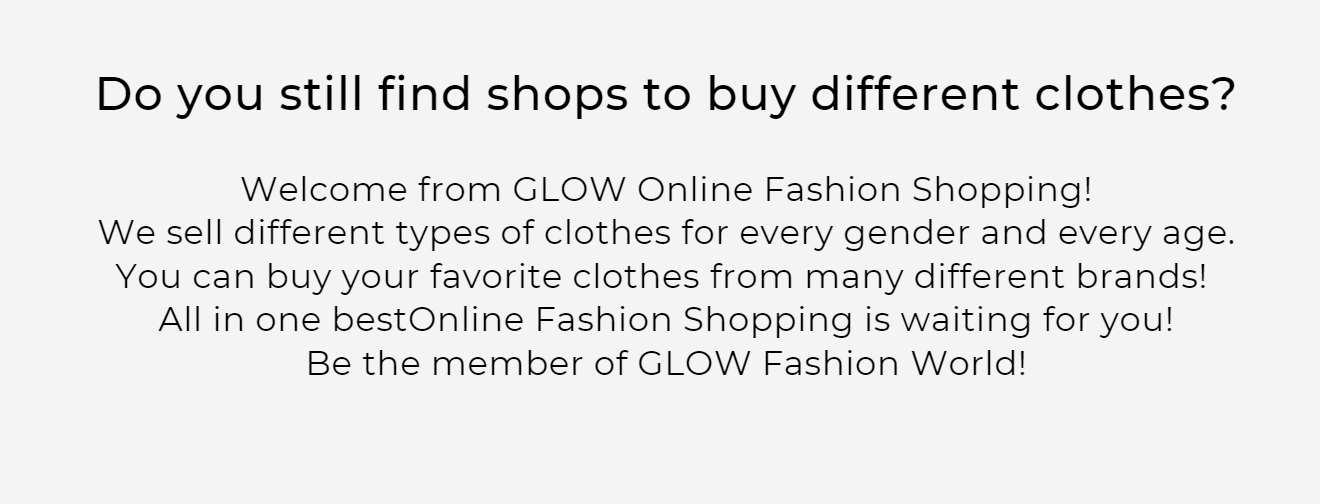 Do you still find shops to buy different clothes?
Welcome from GLOW Online Fashion Shopping!
We sell different types of clothes for every gender and every age.
You can buy your favorite clothes from many different brands!
All in one bestOnline Fashion Shopping is waiting for you!
Be the member of GLOW Fashion World!